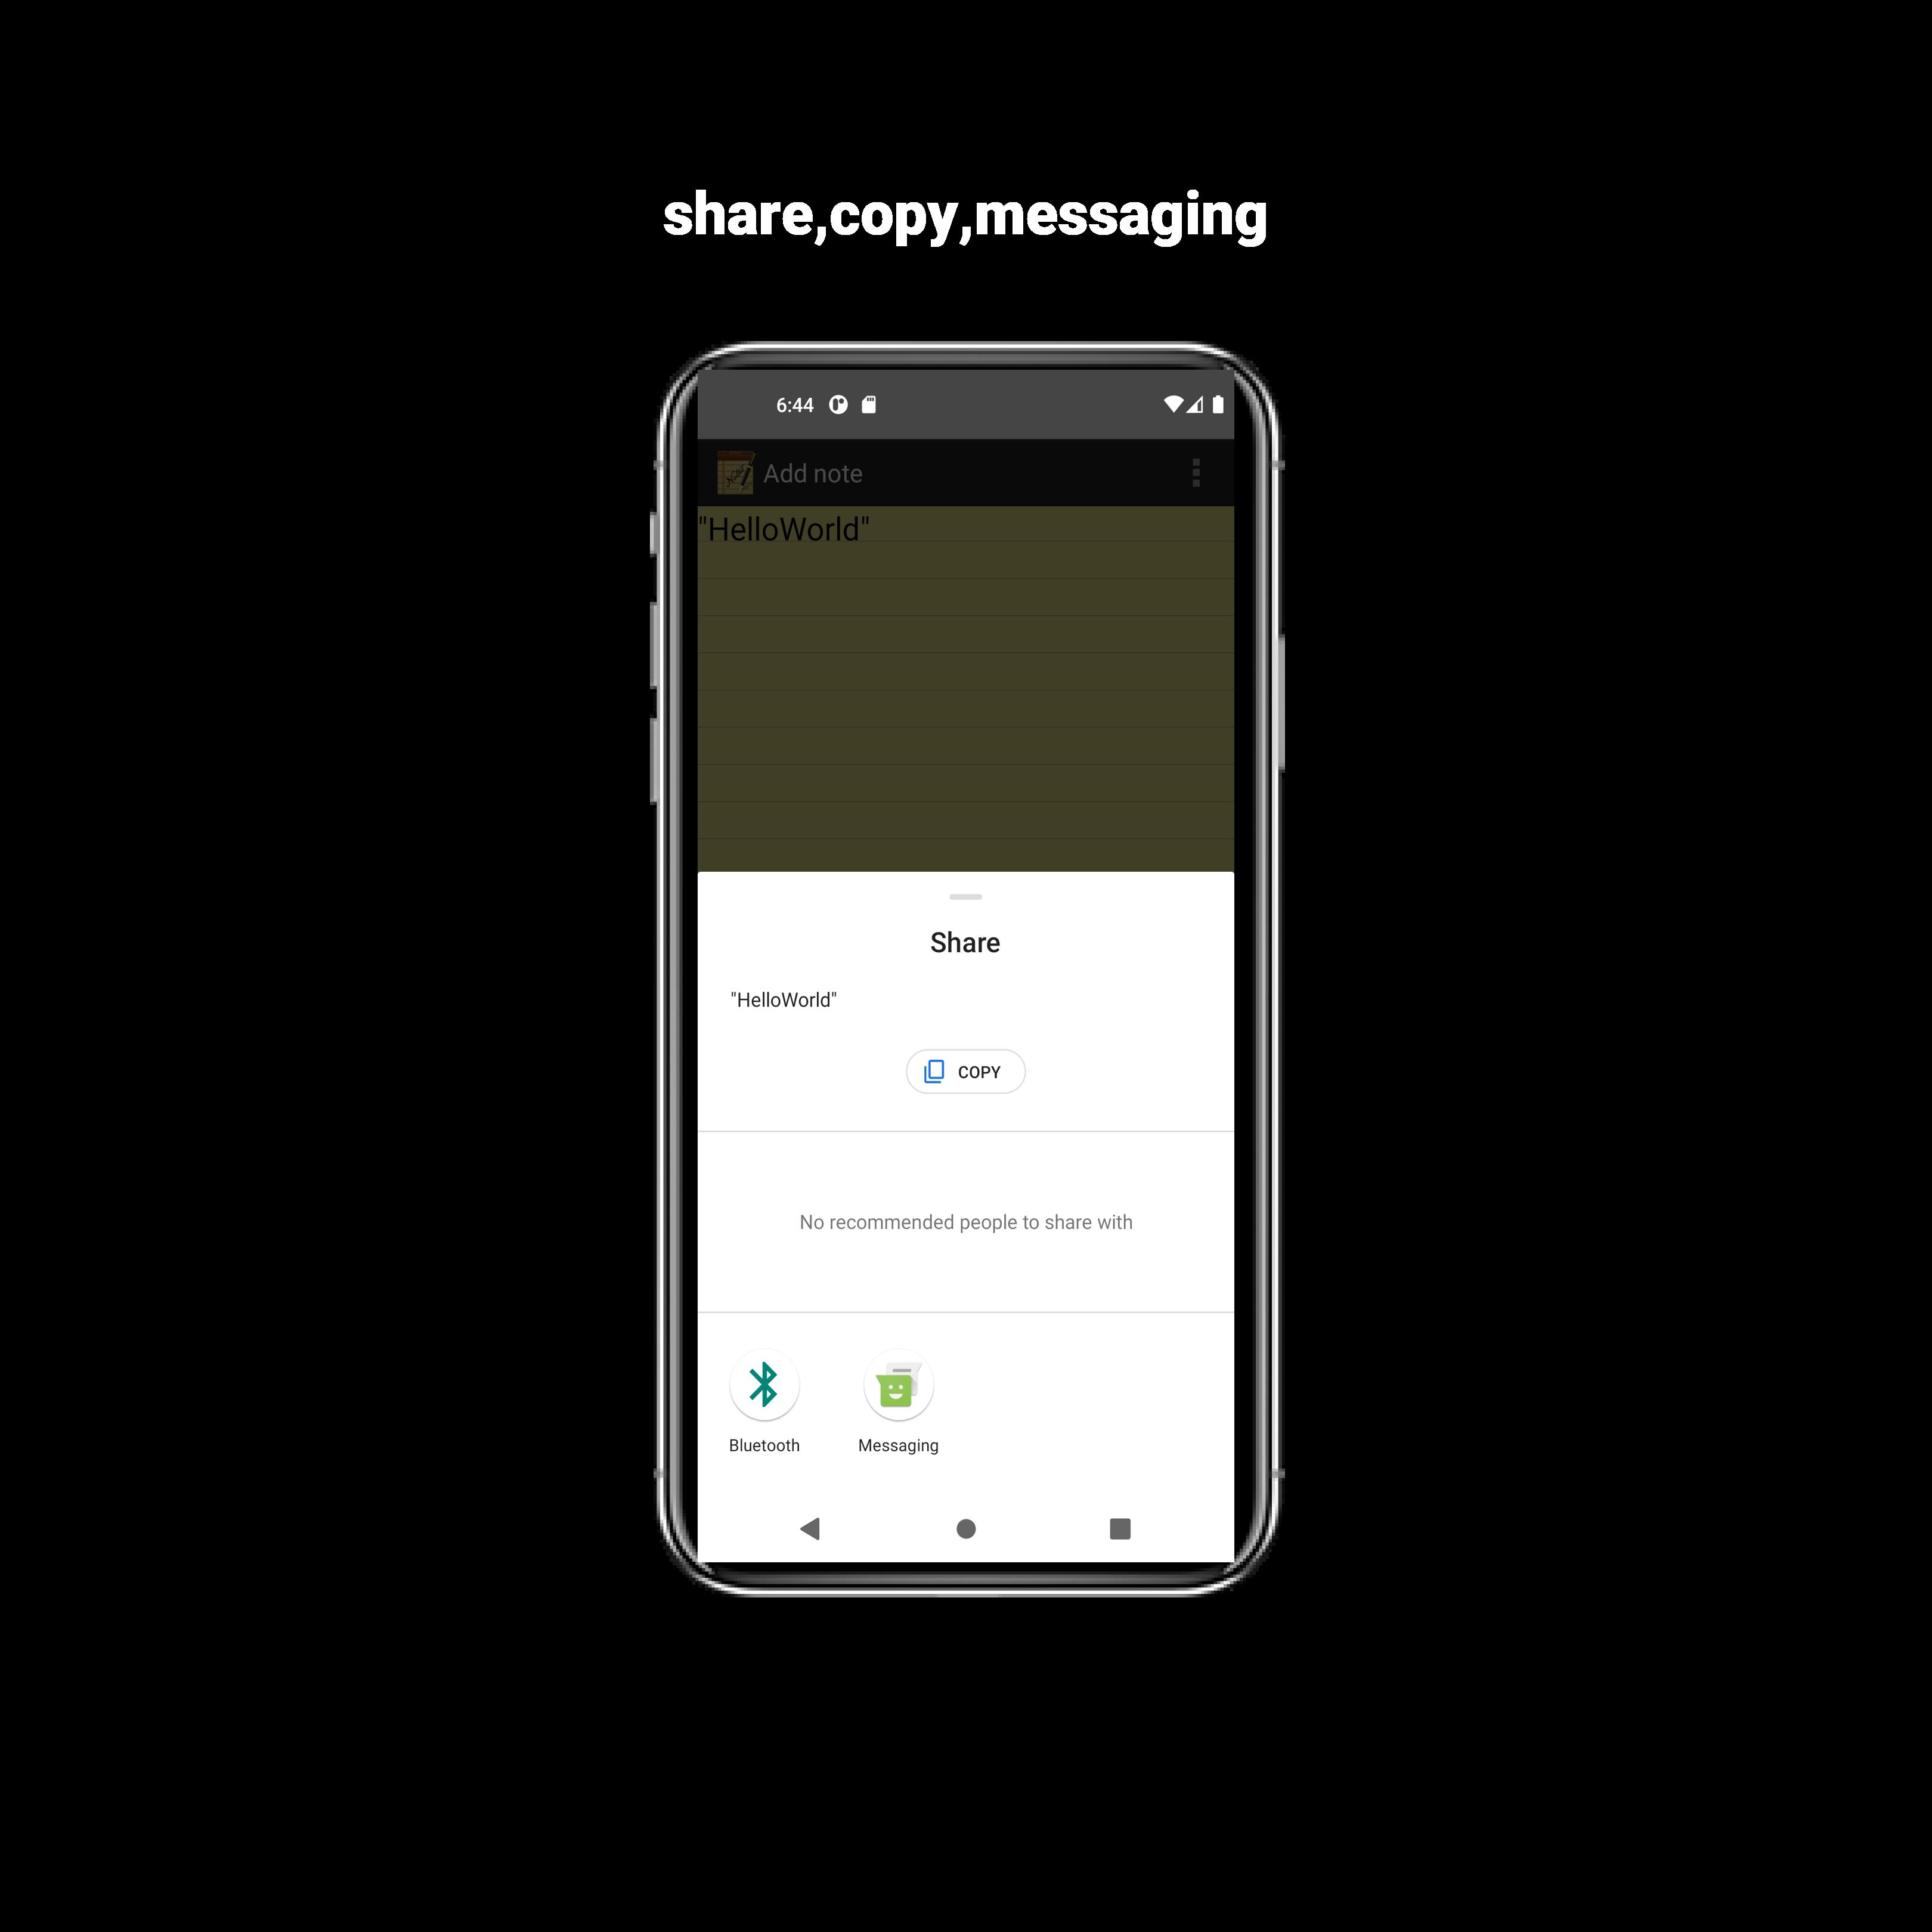 share,copy,messaging
6:44
Add note
"HelloWorld"
Share
"HelloWorld"
COPY
No recommended people to share with
Bluetooth
Messaging